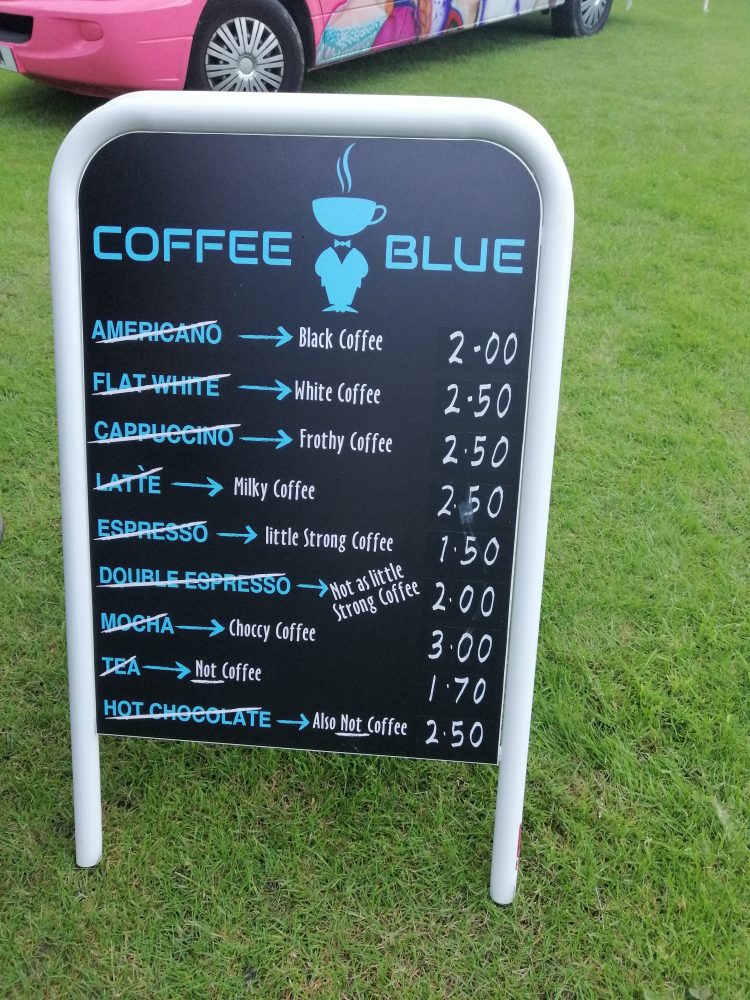 COFFEE BLUE
AMERICANO → Black Coffee 2.00
FLAT WHITE → White Coffee 2.50
CAPPUCCINO → Frothy Coffee 2.50
LATTÈ → Milky Coffee 2.50
ESPRESSO → little Strong Coffee 1.50
DOUBLE ESPRESSO → Not as little
Strong Coffee 2.00
MOCHA → Choccy Coffee 3.00
TEA → Not Coffee 1.70
HOT CHOCOLATE → Also Not Coffee 2.50